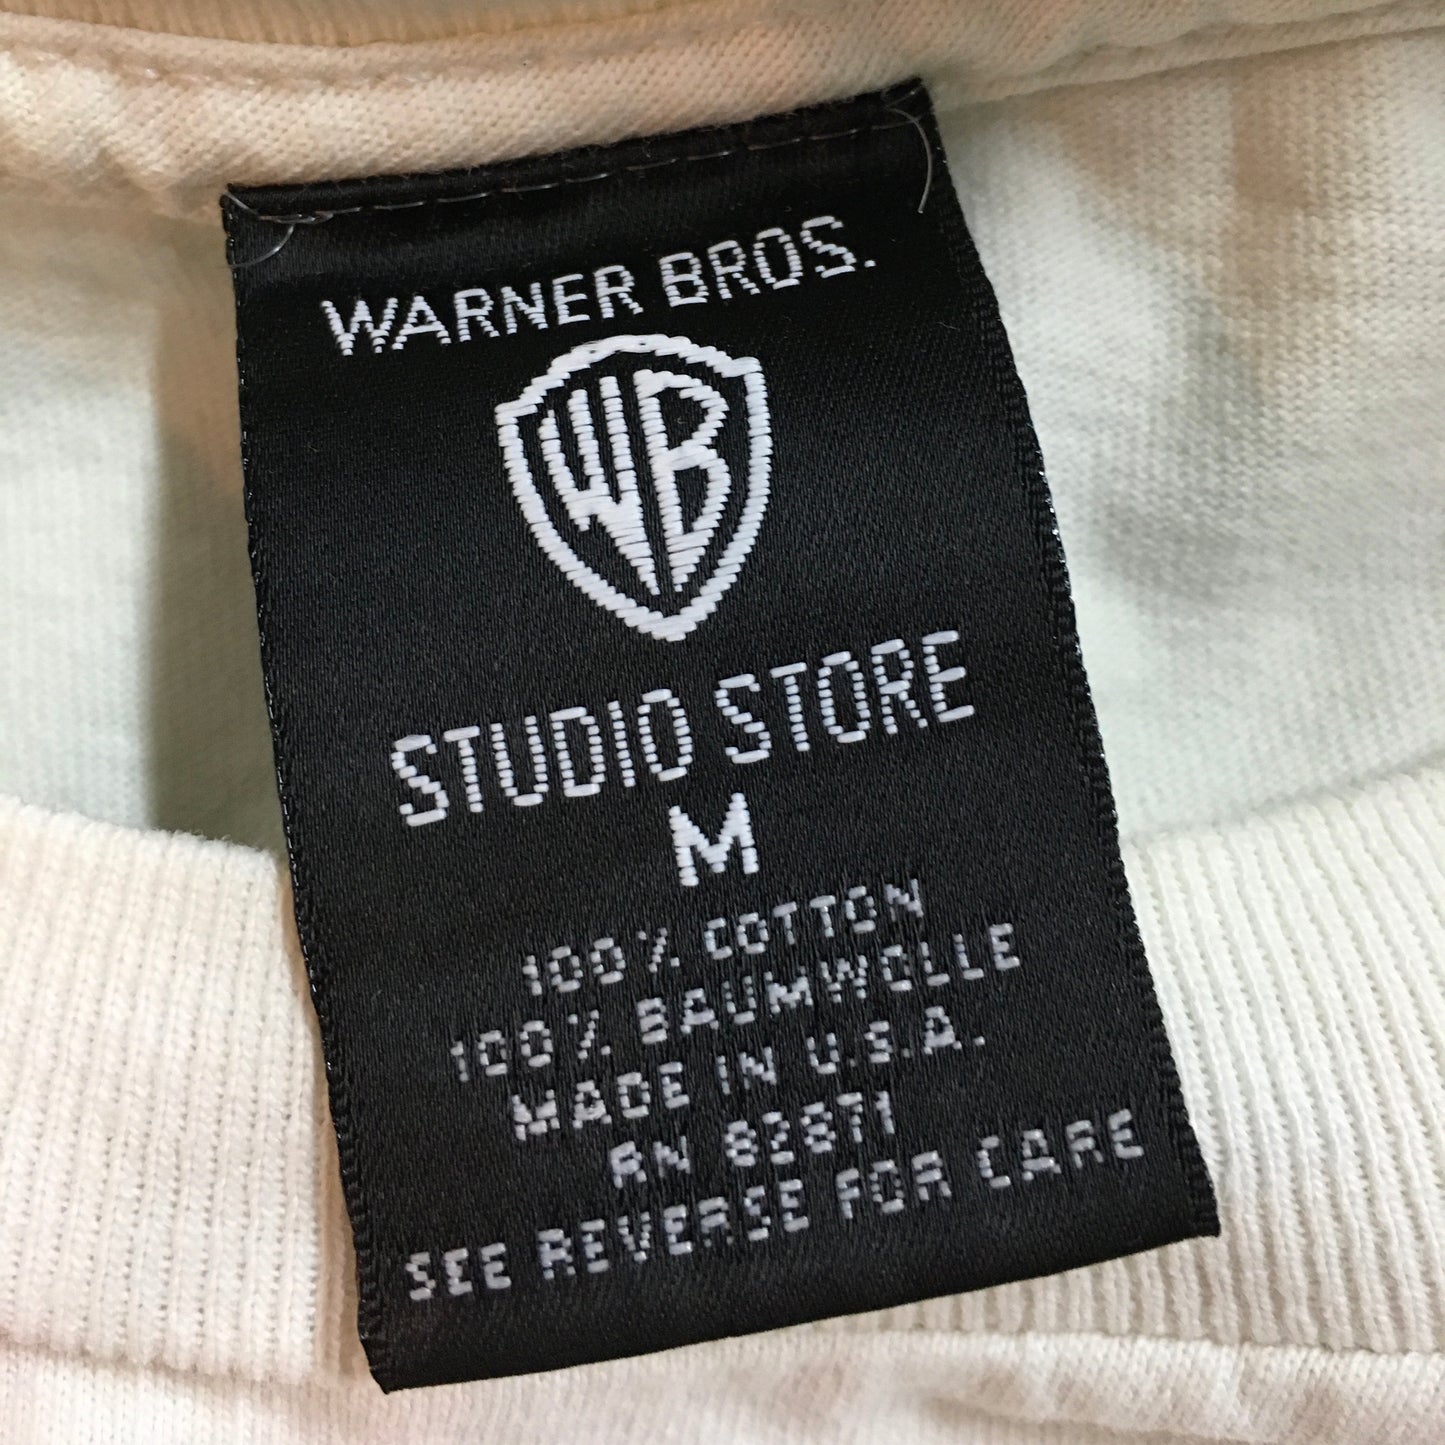 WARNER BROS.
WB
STUDIO STORE
M
100% COTTON
100% BAUMWOLLE
MADE IN U.S.A.
RN 82871
SEE REVERSE FOR CARE